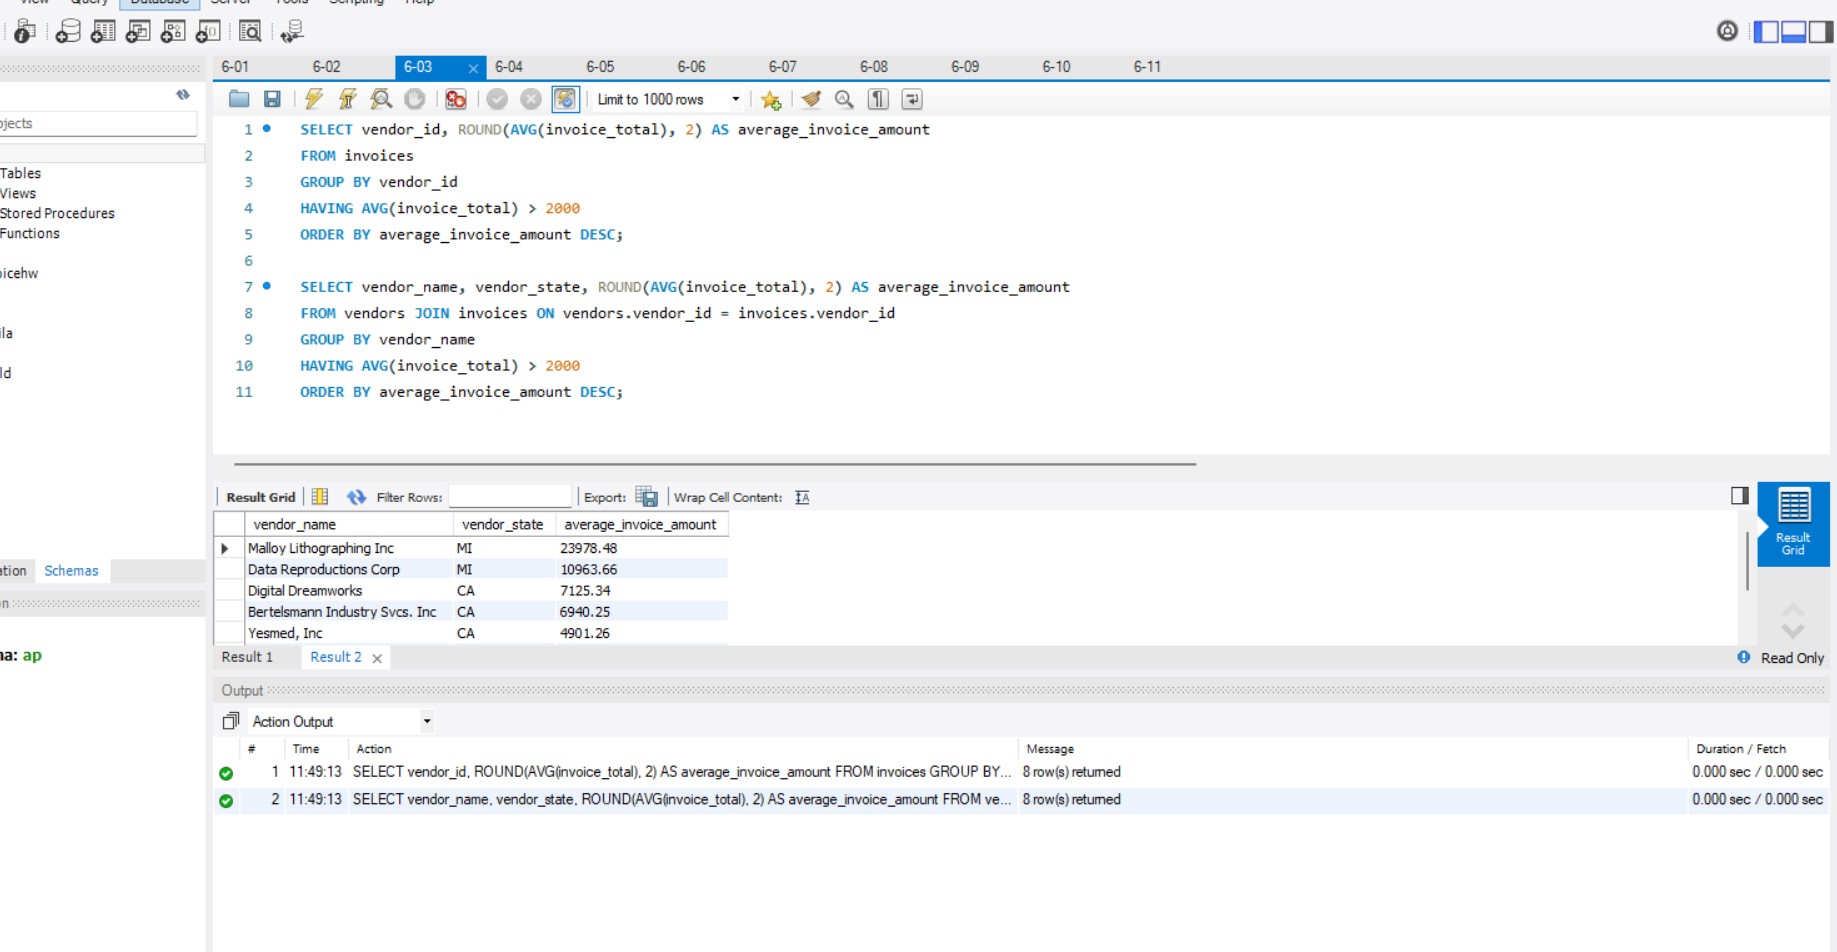 View Query Database Server Tools Scripting Help
6-01 6-02 6-03 6-04 6-05 6-06 6-07 6-08 6-09 6-10 6-11
Limit to 1000 rows
1 SELECT vendor_id, ROUND(AVG(invoice_total), 2) AS average_invoice_amount
2 FROM invoices
3 GROUP BY vendor_id
4 HAVING AVG(invoice_total) > 2000
5 ORDER BY average_invoice_amount DESC;
6
7 SELECT vendor_name, vendor_state, ROUND(AVG(invoice_total), 2) AS average_invoice_amount
8 FROM vendors JOIN invoices ON vendors.vendor_id = invoices.vendor_id
9 GROUP BY vendor_name
10 HAVING AVG(invoice_total) > 2000
11 ORDER BY average_invoice_amount DESC;
jects
Tables
Views
Stored Procedures
Functions
icehw
ila
ld
ation Schemas
n
na: ap
Result Grid Filter Rows: Export: Wrap Cell Content:
vendor_name vendor_state average_invoice_amount
Malloy Lithographing Inc MI 23978.48
Data Reproductions Corp MI 10963.66
Digital Dreamworks CA 7125.34
Bertelsmann Industry Svcs. Inc CA 6940.25
Yesmed, Inc CA 4901.26
Result
Grid
Result 1 Result 2 Read Only
Output
Action Output
# Time Action Message Duration / Fetch
1 11:49:13 SELECT vendor_id, ROUND(AVG(invoice_total), 2) AS average_invoice_amount FROM invoices GROUP BY... 8 row(s) returned 0.000 sec / 0.000 sec
2 11:49:13 SELECT vendor_name, vendor_state, ROUND(AVG(invoice_total), 2) AS average_invoice_amount FROM ve... 8 row(s) returned 0.000 sec / 0.000 sec